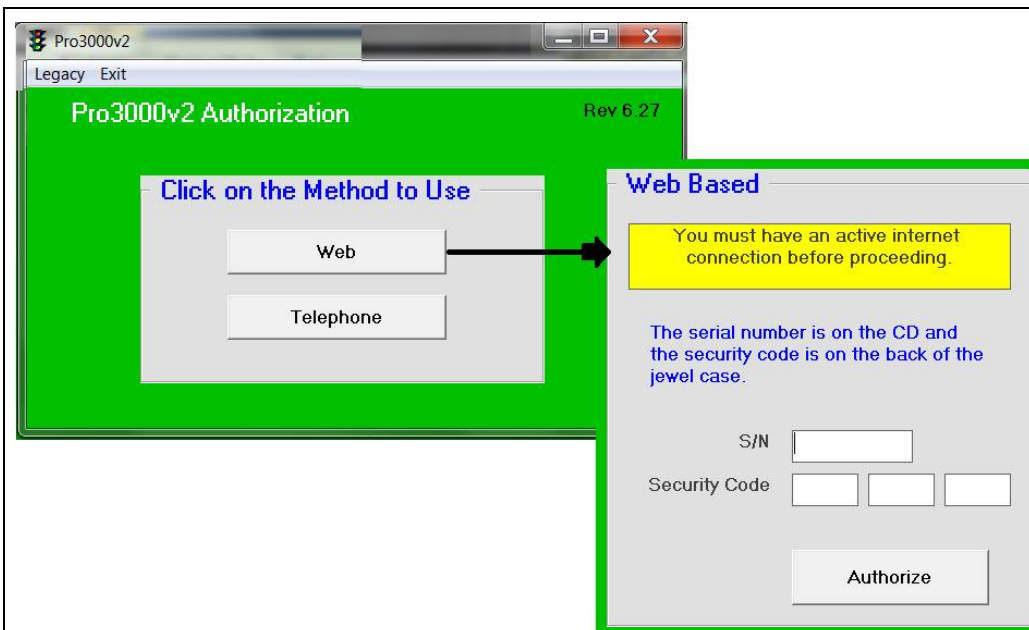 Pro3000v2
Legacy Exit
Pro3000v2 Authorization
Rev 6.27
Click on the Method to Use
Web
Telephone
Web Based
You must have an active internet
connection before proceeding.
The serial number is on the CD and
the security code is on the back of the
jewel case.
S/N
Security Code
Authorize